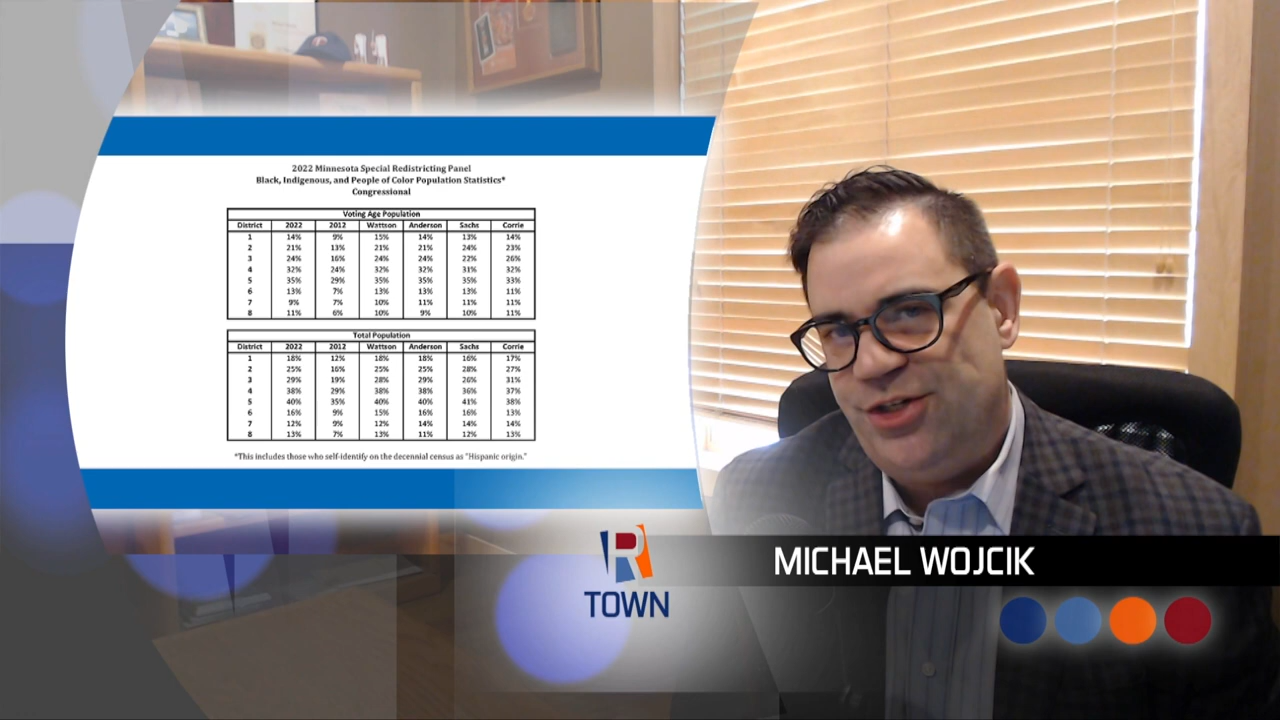 2022 Minnesota Special Redistricting Panel
Black, Indigenous, and People of Color Population Statistics*
Congressional
Voting Age Population
District 2022 2012 Wattson Anderson Sachs Corrie
1 14% 9% 15% 14% 13% 14%
2 21% 13% 21% 21% 24% 23%
3 24% 16% 24% 24% 22% 26%
4 32% 24% 32% 32% 31% 32%
5 35% 29% 35% 35% 35% 33%
6 13% 7% 13% 13% 13% 11%
7 9% 7% 10% 11% 11% 11%
8 11% 6% 10% 9% 10% 11%
Total Population
District 2022 2012 Wattson Anderson Sachs Corrie
1 18% 12% 18% 18% 16% 17%
2 25% 16% 25% 25% 28% 27%
3 29% 19% 28% 29% 26% 31%
4 38% 29% 38% 38% 36% 37%
5 40% 35% 40% 40% 41% 38%
6 16% 9% 15% 16% 16% 13%
7 12% 9% 12% 14% 14% 14%
8 13% 7% 13% 11% 12% 13%
*This includes those who self-identify on the decennial census as "Hispanic origin."
R
TOWN
MICHAEL WOJCIK